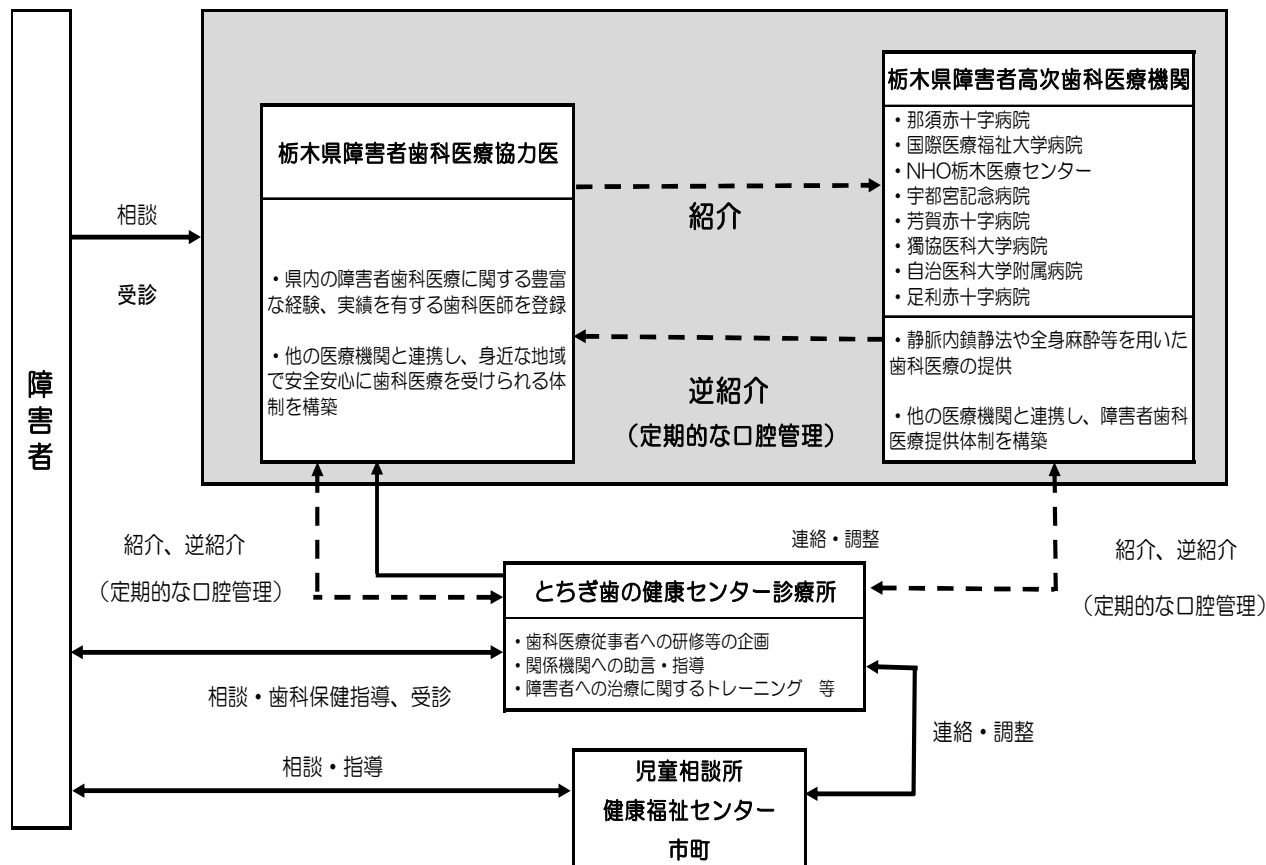 障害者
相談
受診
栃木県障害者歯科医療協力医
・県内の障害者歯科医療に関する豊富
な経験、実績を有する歯科医師を登録
・他の医療機関と連携し、身近な地域
で安全安心に歯科医療を受けられる体
制を構築
紹介
逆紹介
(定期的な口腔管理)
栃木県障害者高次歯科医療機関
・那須赤十字病院
・国際医療福祉大学病院
・NHO栃木医療センター
・宇都宮記念病院
・芳賀赤十字病院
・獨協医科大学病院
・自治医科大学附属病院
・足利赤十字病院
・静脈内鎮静法や全身麻酔等を用いた
歯科医療の提供
・他の医療機関と連携し、障害者歯科
医療提供体制を構築
紹介、逆紹介
(定期的な口腔管理)
連絡・調整
紹介、逆紹介
(定期的な口腔管理)
とちぎ歯の健康センター診療所
・歯科医療従事者への研修等の企画
・関係機関への助言・指導
・障害者への治療に関するトレーニング　等
相談・歯科保健指導、受診
連絡・調整
相談・指導
児童相談所
健康福祉センター
市町